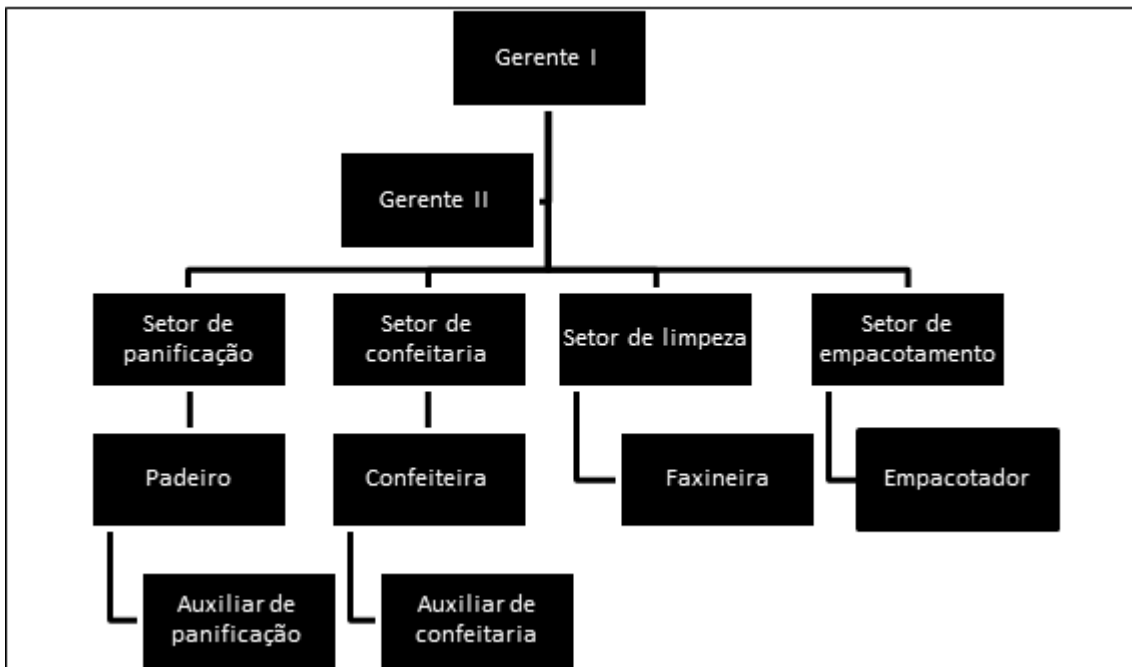 Gerente I
Gerente II
Setor de
panificação
Setor de
confeitaria
Setor de limpeza
Setor de
empacotamento
Padeiro
Confeiteira
Faxineira
Empacotador
Auxiliar de
panificação
Auxiliar de
confeitaria